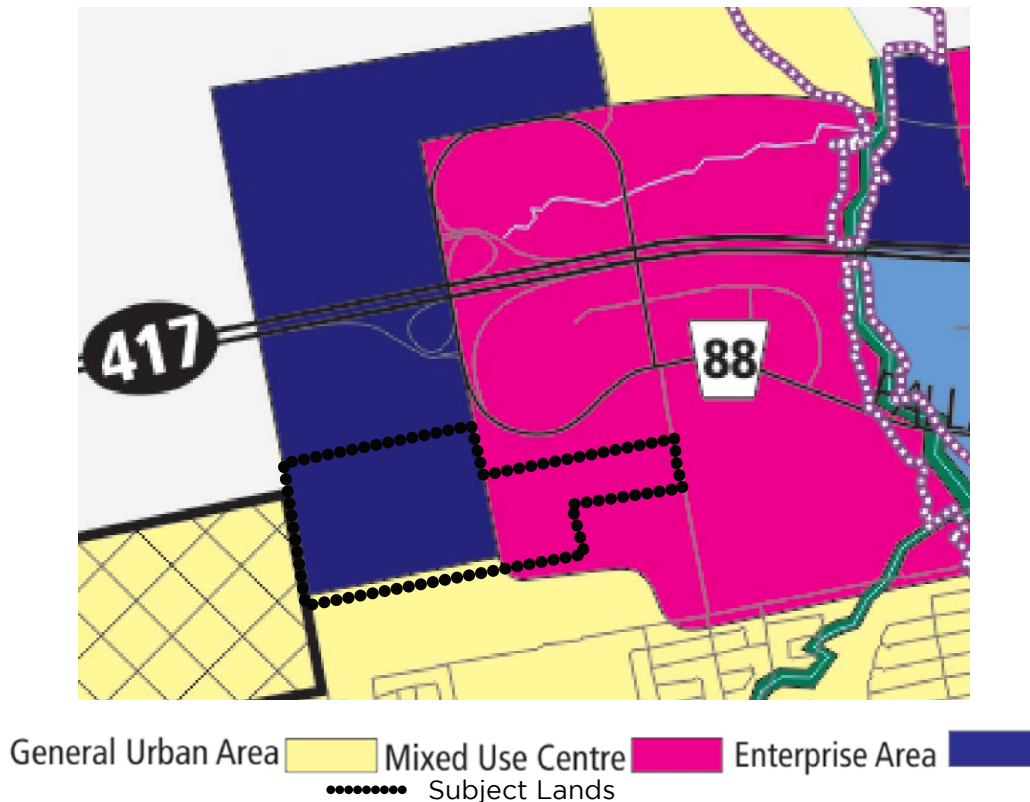 417
88
General Urban Area
Mixed Use Centre
Enterprise Area
Subject Lands